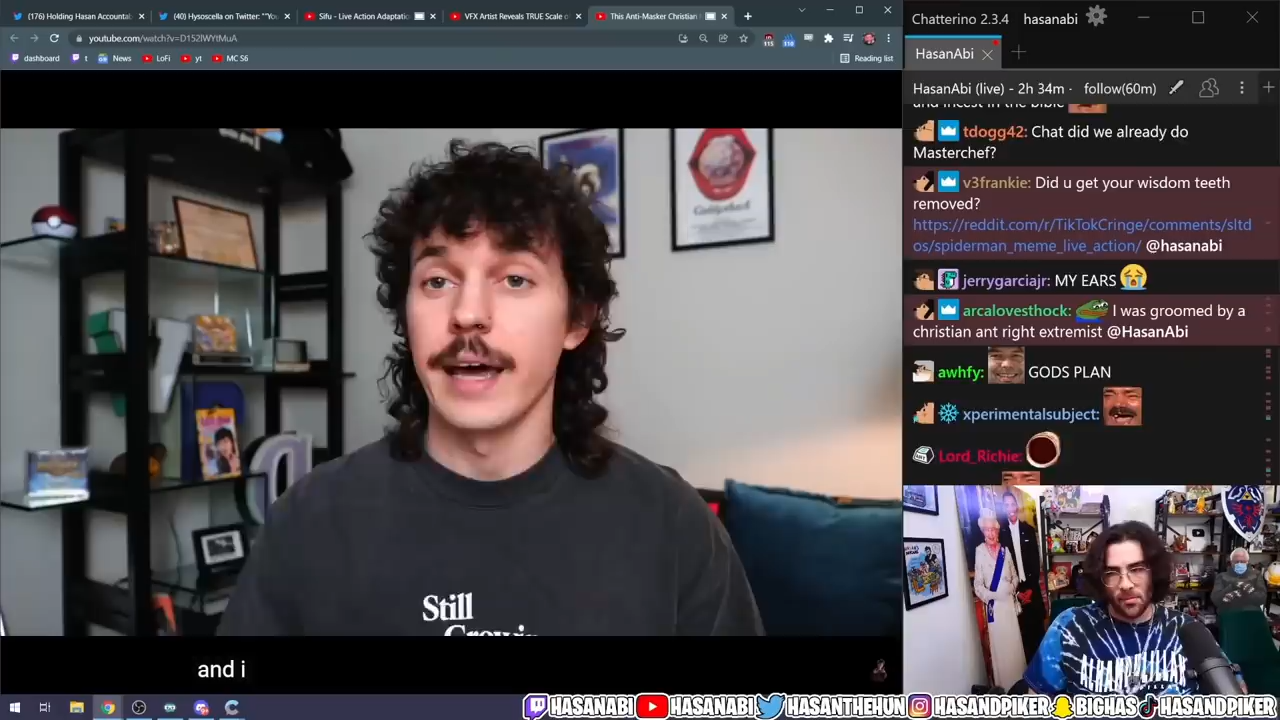 (176) Holding Hasan Accountab
(40) Hysoscella on Twitter: "“You
Sifu - Live Action Adaptatio
VFX Artist Reveals TRUE Scale o
This Anti-Masker Christian
youtube.com/watch?v=D152lWYtMuA
dashboard
t
News
LoFi
yt
MC S6
Reading list
Still
and i
Chatterino 2.3.4
hasanabi
HasanAbi
HasanAbi (live) - 2h 34m -
follow(60m)
and incest in the bible
tdogg42: Chat did we already do
Masterchef?
v3frankie: Did u get your wisdom teeth
removed?
https://reddit.com/r/TikTokCringe/comments/sltd
os/spiderman_meme_live_action/ @hasanabi
jerrygarciajr: MY EARS
arcalovesthock: I was groomed by a
christian ant right extremist @HasanAbi
awhfy: GODS PLAN
xperimentalsubject:
Lord_Richie:
HASANABI
HASANABI
HASANTHEHUN
HASANDPIKER
BIGHAS
HASANDPIKER